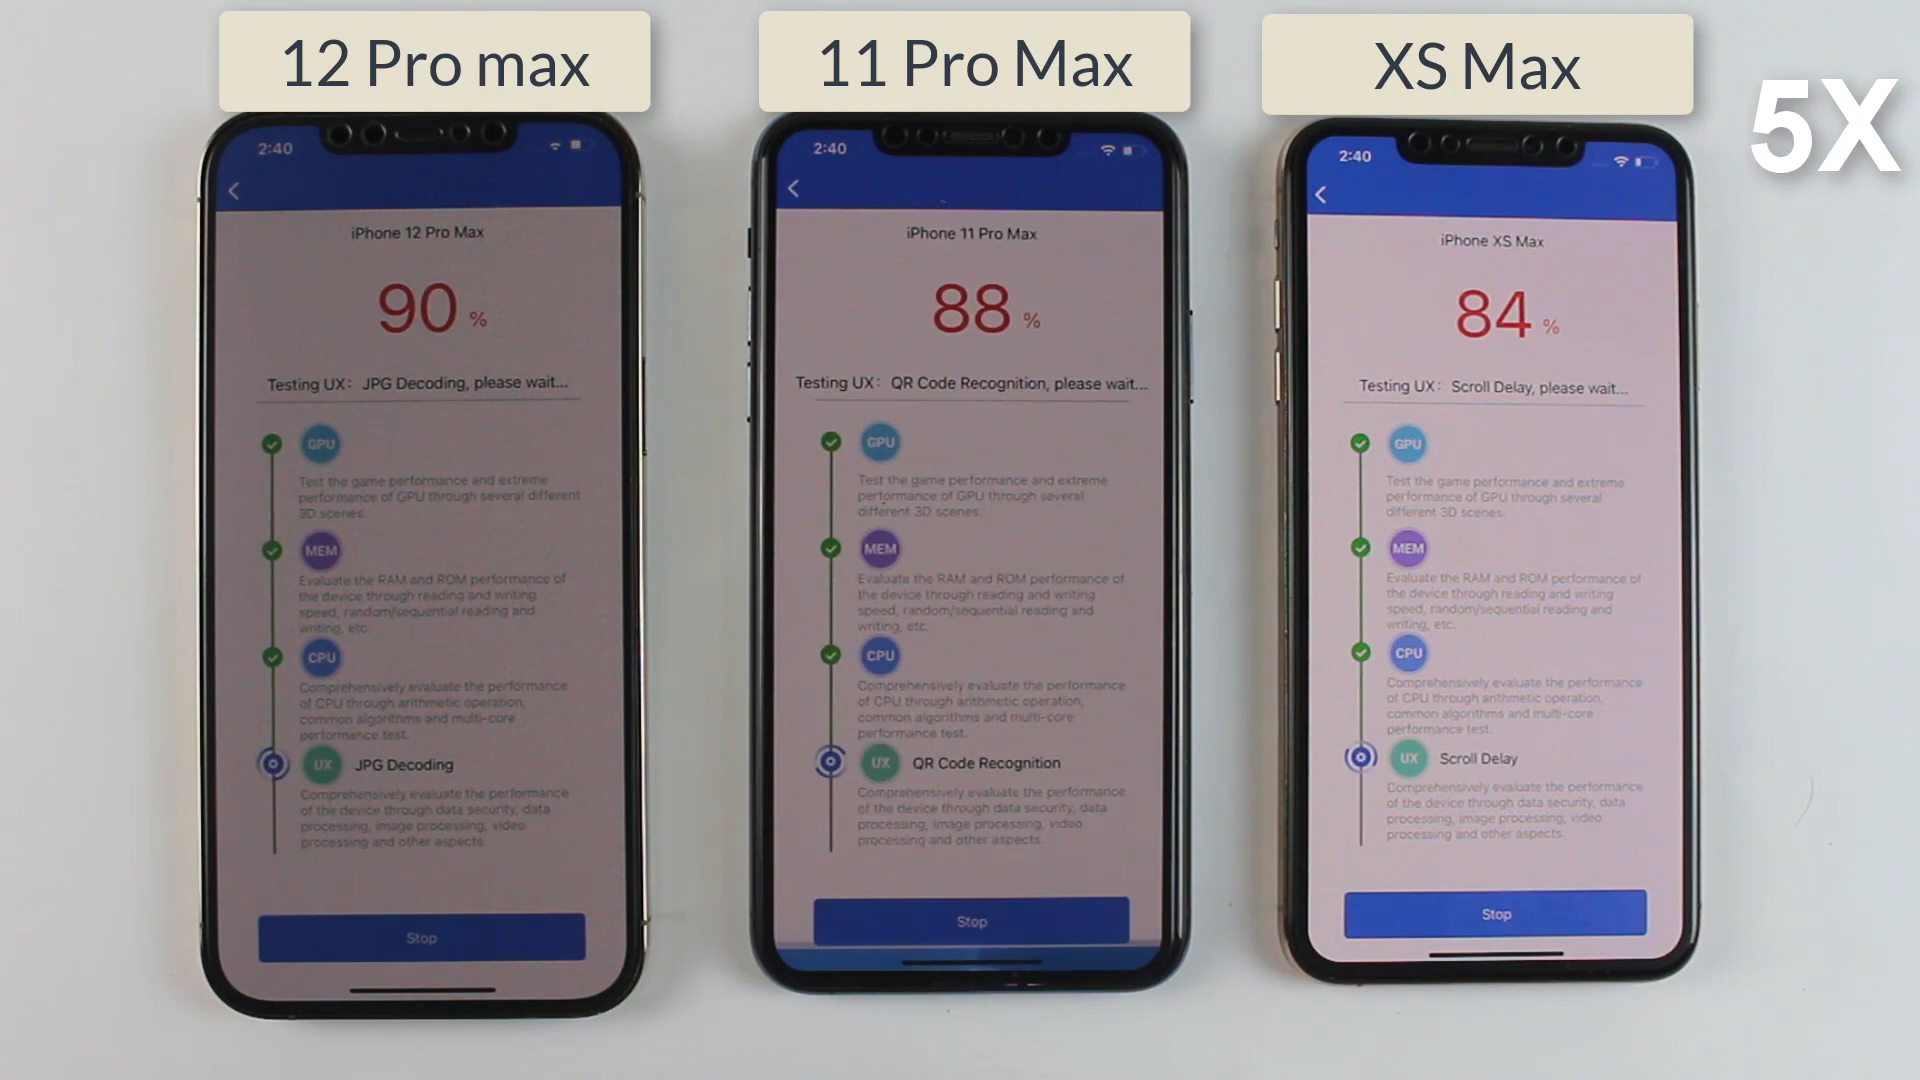 12 Pro max
11 Pro Max
XS Max
5X
2:40
iPhone 12 Pro Max
90 %
Testing UX: JPG Decoding, please wait...
GPU
Test the game performance and extreme
performance of GPU through several different
3D scenes.
MEM
Evaluate the RAM and ROM performance of
the device through reading and writing
speed, random/sequential reading and
writing, etc.
CPU
Comprehensively evaluate the performance
of CPU through arithmetic operation,
common algorithms and multi-core
performance test.
UX JPG Decoding
Comprehensively evaluate the performance
of the device through data security, data
processing, image processing, video
processing and other aspects.
Stop
2:40
iPhone 11 Pro Max
88 %
Testing UX: QR Code Recognition, please wait...
GPU
Test the game performance and extreme
performance of GPU through several
different 3D scenes.
MEM
Evaluate the RAM and ROM performance of
the device through reading and writing
speed, random/sequential reading and
writing, etc.
CPU
Comprehensively evaluate the performance
of CPU through arithmetic operation,
common algorithms and multi-core
performance test.
UX QR Code Recognition
Comprehensively evaluate the performance
of the device through data security, data
processing, image processing, video
processing and other aspects.
Stop
2:40
iPhone XS Max
84 %
Testing UX: Scroll Delay, please wait...
GPU
Test the game performance and extreme
performance of GPU through several
different 3D scenes.
MEM
Evaluate the RAM and ROM performance of
the device through reading and writing
speed, random/sequential reading and
writing, etc.
CPU
Comprehensively evaluate the performance
of CPU through arithmetic operation,
common algorithms and multi-core
performance test.
UX Scroll Delay
Comprehensively evaluate the performance
of the device through data security, data
processing, image processing, video
processing and other aspects.
Stop